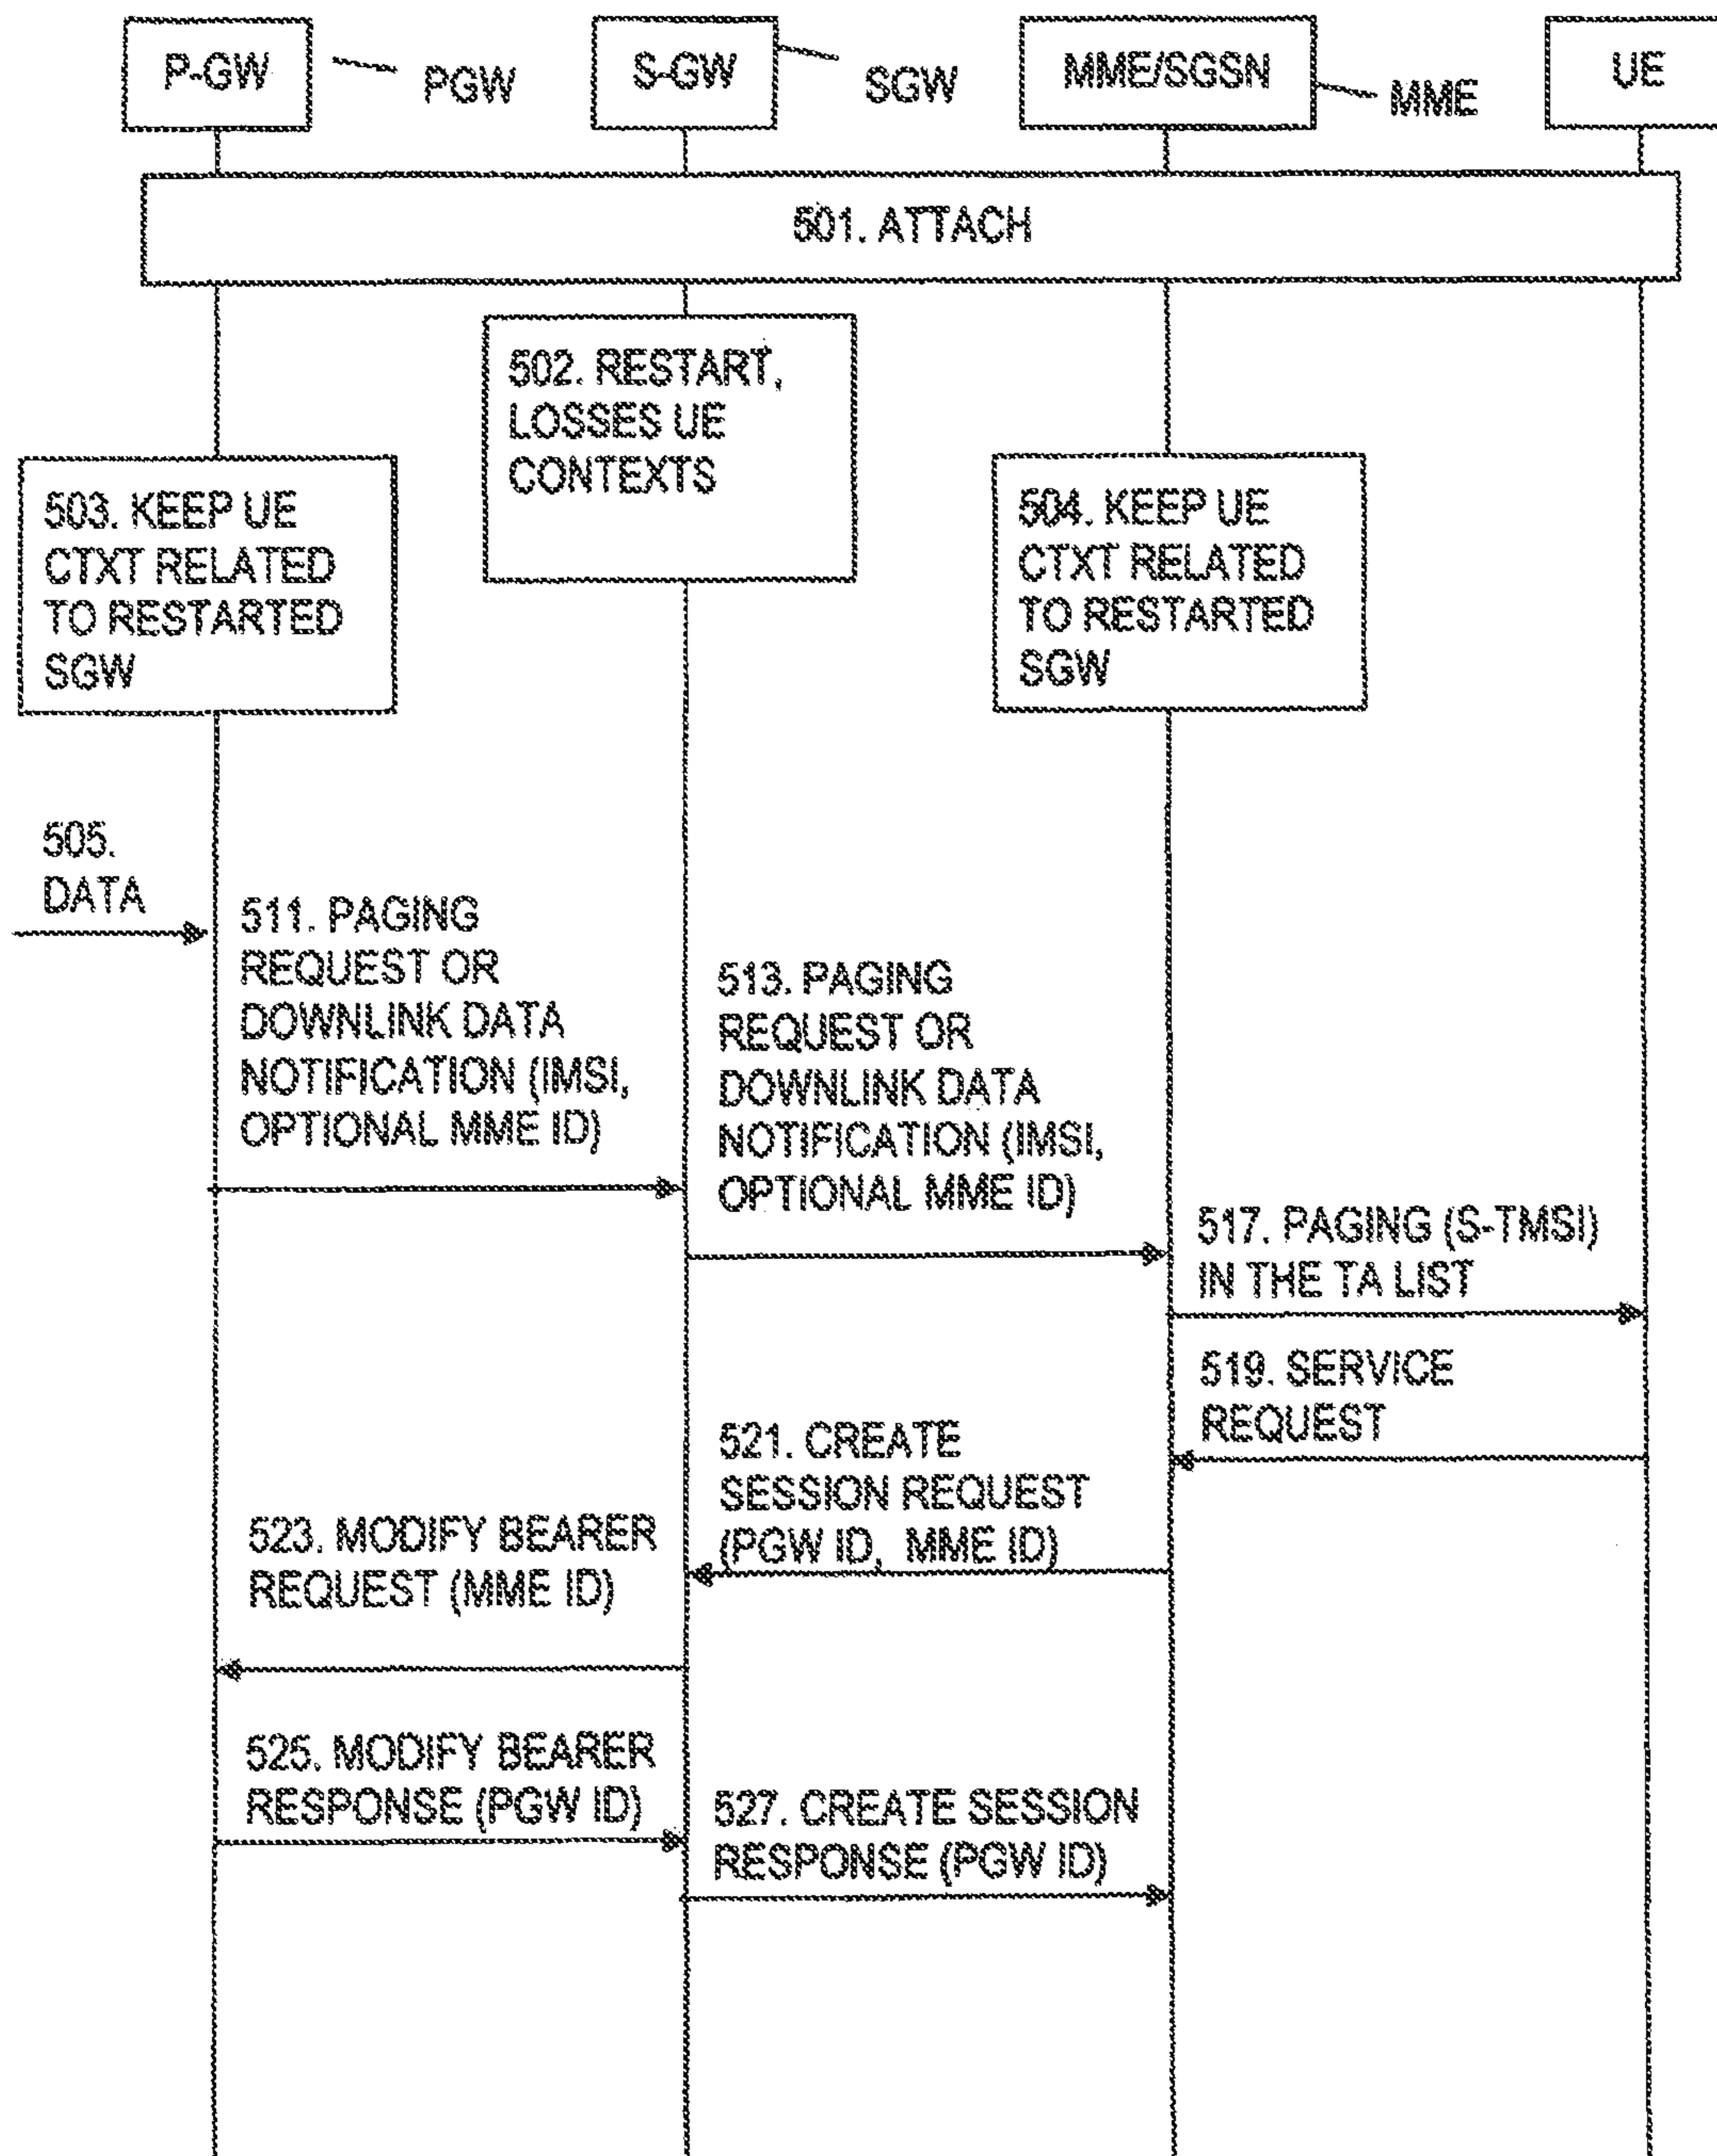 P-GW
PGW
S-GW
SGW
MME/SGSN
MME
UE
501. ATTACH
502. RESTART,
LOSSES UE
CONTEXTS
503. KEEP UE
CTXT RELATED
TO RESTARTED
SGW
504. KEEP UE
CTXT RELATED
TO RESTARTED
SGW
505.
DATA
511. PAGING
REQUEST OR
DOWNLINK DATA
NOTIFICATION (IMSI,
OPTIONAL MME ID)
513. PAGING
REQUEST OR
DOWNLINK DATA
NOTIFICATION (IMSI,
OPTIONAL MME ID)
517. PAGING (S-TMSI)
IN THE TA LIST
519. SERVICE
REQUEST
521. CREATE
SESSION REQUEST
(PGW ID, MME ID)
523. MODIFY BEARER
REQUEST (MME ID)
525. MODIFY BEARER
RESPONSE (PGW ID)
527. CREATE SESSION
RESPONSE (PGW ID)